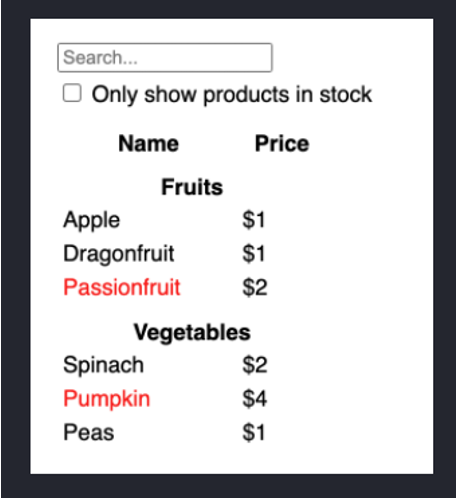 Search...
Only show products in stock
Name Price
Fruits
Apple $1
Dragonfruit $1
Passionfruit $2
Vegetables
Spinach $2
Pumpkin $4
Peas $1